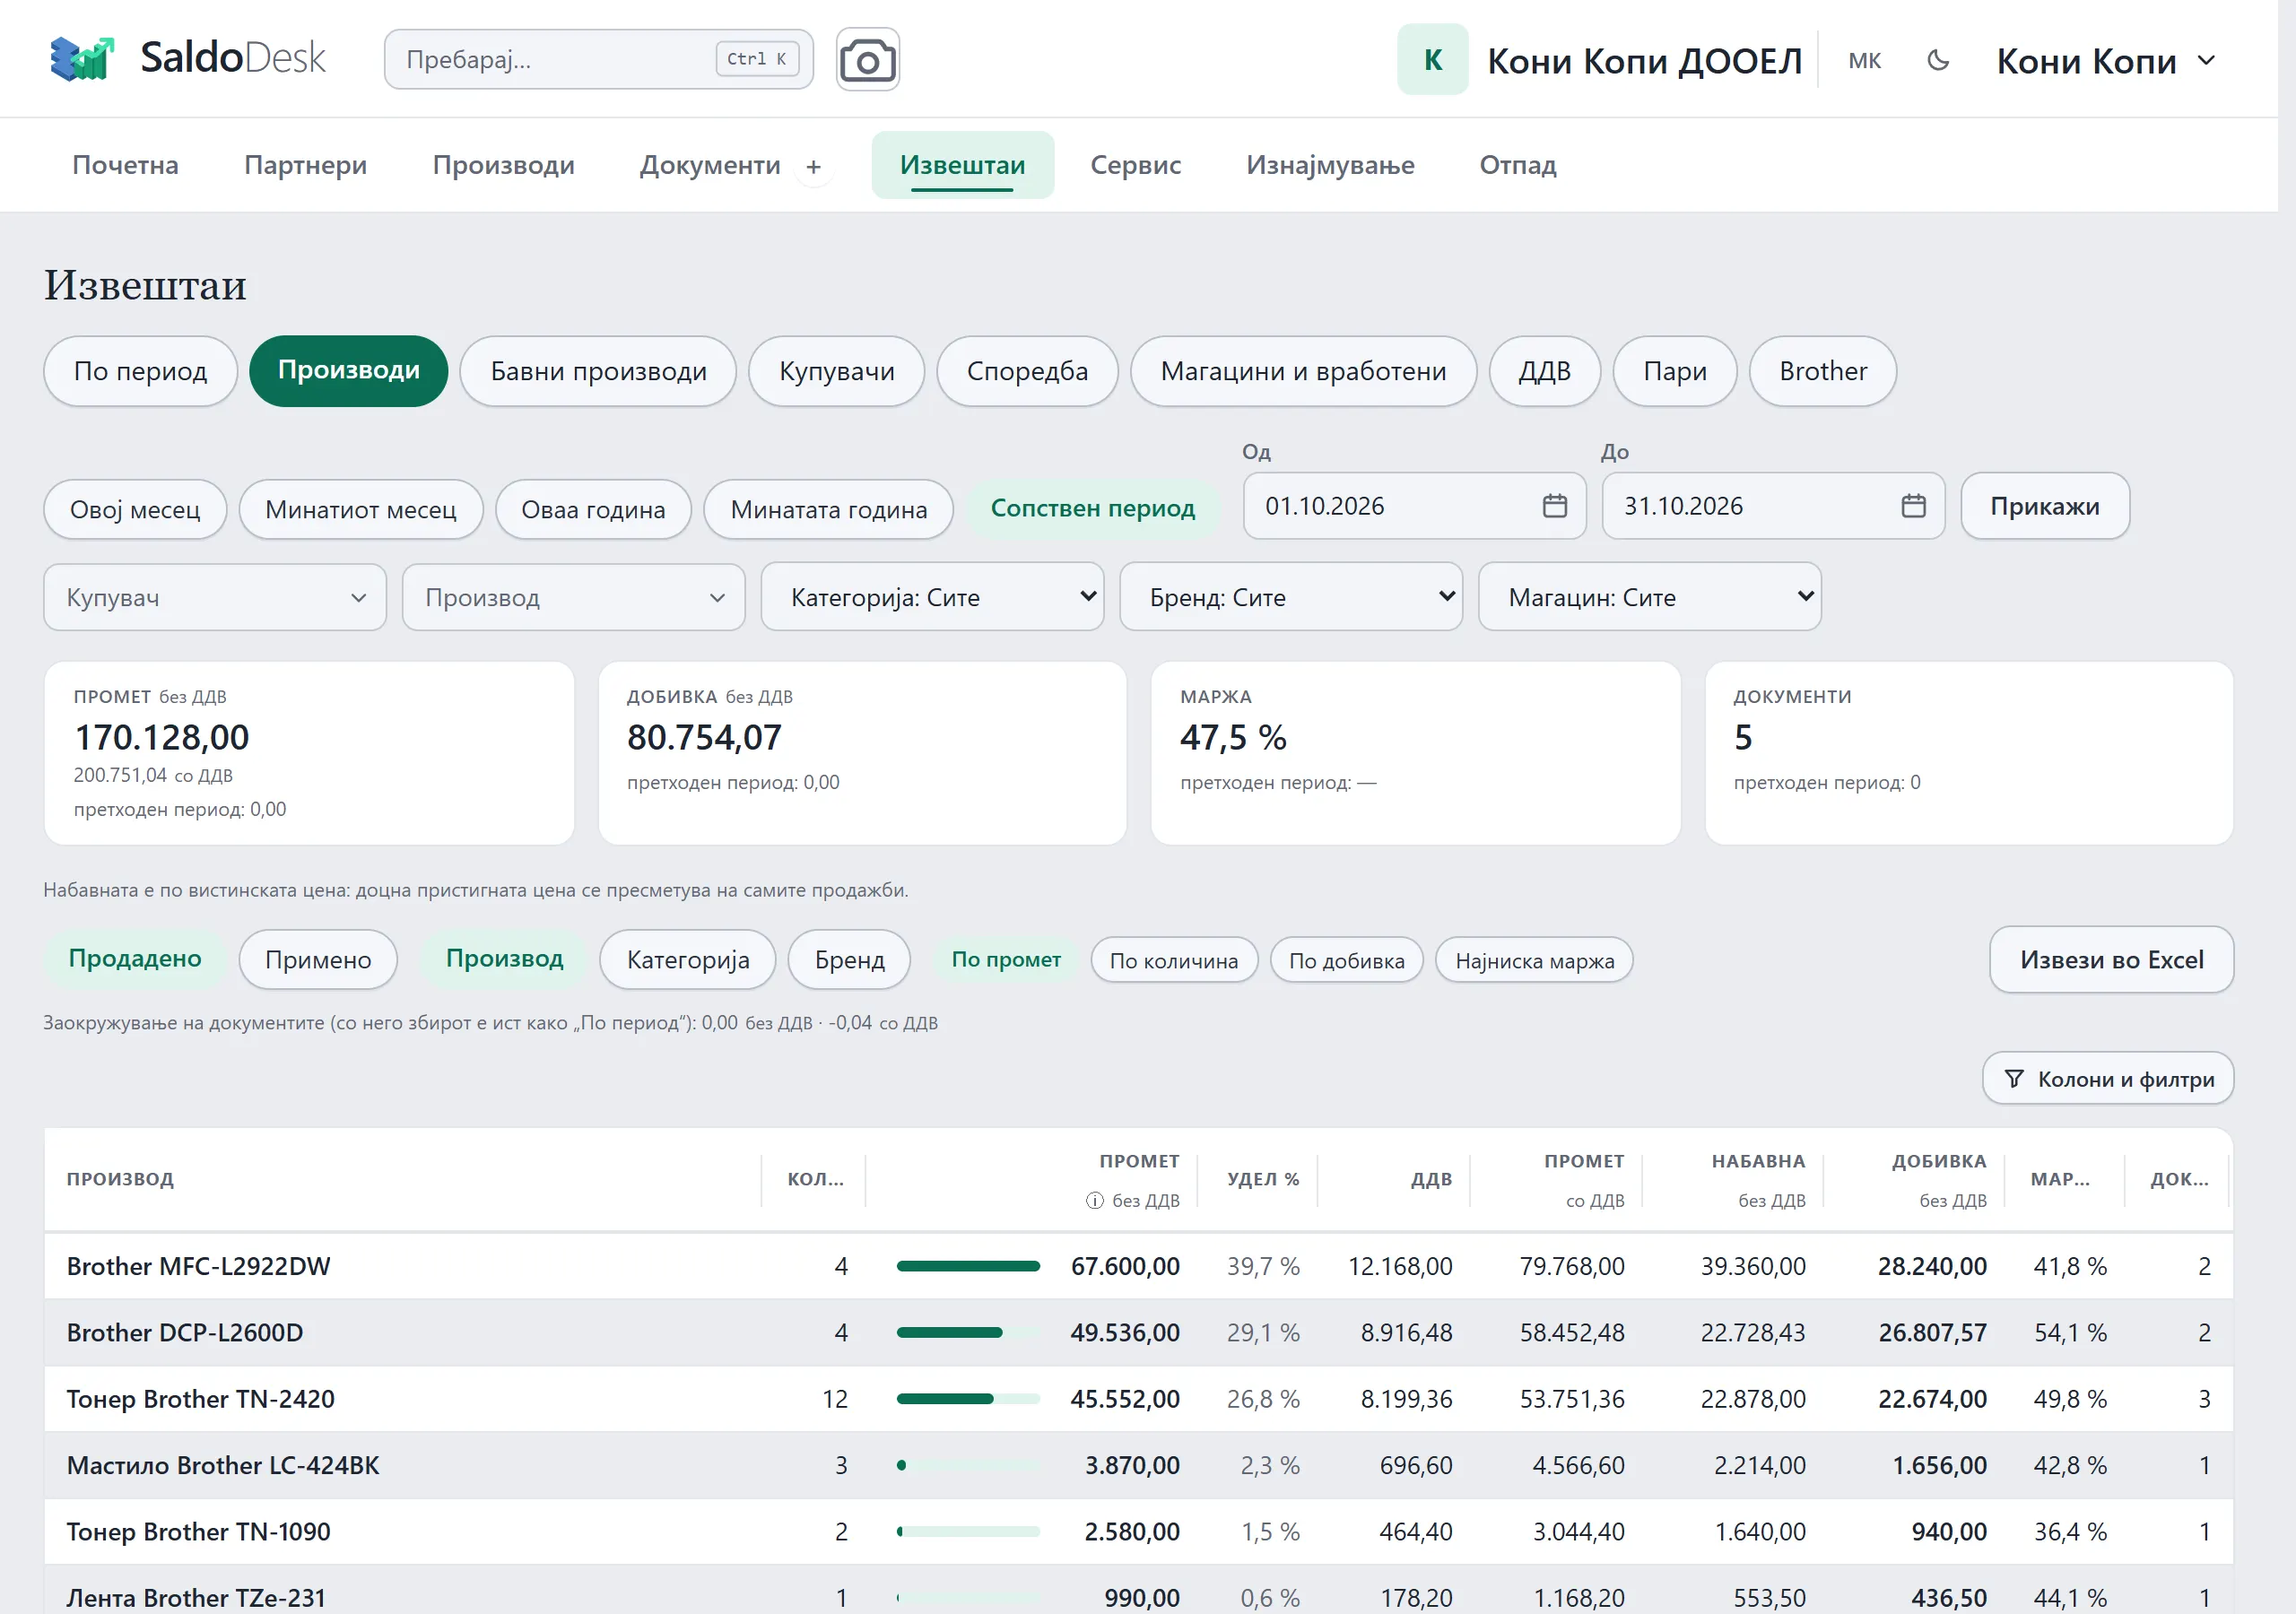 SaldoDesk
Пребарај...
Ctrl K
К
Кони Копи ДООЕЛ
МК
Кони Копи
Почетна
Партнери
Производи
Документи +
Извештаи
Сервис
Изнајмување
Отпад
Извештаи
По период
Производи
Бавни производи
Купувачи
Споредба
Магацини и вработени
ДДВ
Пари
Brother
Од
До
Овој месец
Минатиот месец
Оваа година
Минатата година
Сопствен период
01.10.2026
31.10.2026
Прикажи
Купувач
Производ
Категорија: Сите
Бренд: Сите
Магацин: Сите
ПРОМЕТ без ДДВ
170.128,00
200.751,04 со ДДВ
претходен период: 0,00
ДОБИВКА без ДДВ
80.754,07
претходен период: 0,00
МАРЖА
47,5 %
претходен период: —
ДОКУМЕНТИ
5
претходен период: 0
Набавната е по вистинската цена: доцна пристигната цена се пресметува на самите продажби.
Продадено
Примено
Производ
Категорија
Бренд
По промет
По количина
По добивка
Најниска маржа
Извези во Excel
Заокружување на документите (со него збирот е ист како „По период“): 0,00 без ДДВ · -0,04 со ДДВ
Колони и филтри
ПРОИЗВОД КОЛ... ПРОМЕТ без ДДВ УДЕЛ % ДДВ ПРОМЕТ со ДДВ НАБАВНА без ДДВ ДОБИВКА без ДДВ МАР... ДОК...
Brother MFC-L2922DW 4 67.600,00 39,7 % 12.168,00 79.768,00 39.360,00 28.240,00 41,8 % 2
Brother DCP-L2600D 4 49.536,00 29,1 % 8.916,48 58.452,48 22.728,43 26.807,57 54,1 % 2
Тонер Brother TN-2420 12 45.552,00 26,8 % 8.199,36 53.751,36 22.878,00 22.674,00 49,8 % 3
Мастило Brother LC-424BK 3 3.870,00 2,3 % 696,60 4.566,60 2.214,00 1.656,00 42,8 % 1
Тонер Brother TN-1090 2 2.580,00 1,5 % 464,40 3.044,40 1.640,00 940,00 36,4 % 1
Лента Brother TZe-231 1 990,00 0,6 % 178,20 1.168,20 553,50 436,50 44,1 % 1